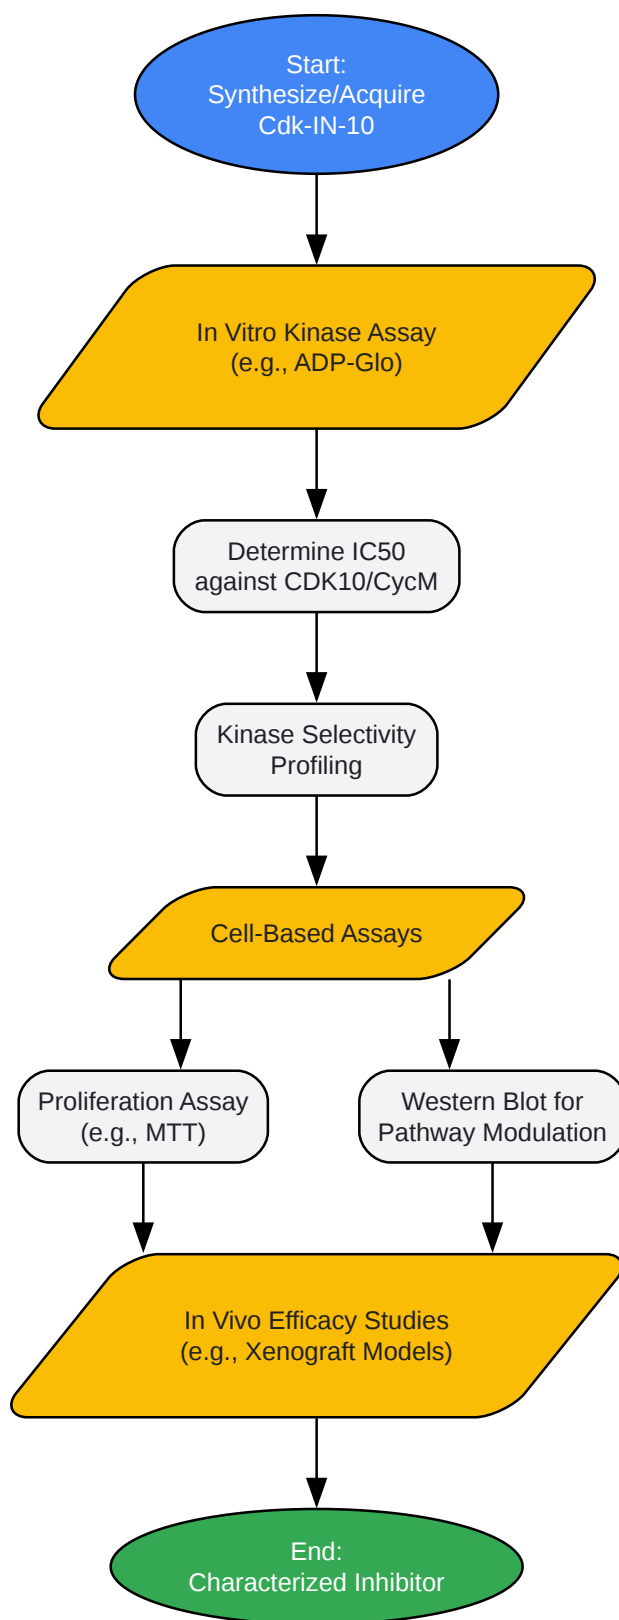 Start:
Synthesize/Acquire
Cdk-IN-10
In Vitro Kinase Assay
(e.g., ADP-Glo)
Determine IC50
against CDK10/CycM
Kinase Selectivity
Profiling
Cell-Based Assays
Proliferation Assay
(e.g., MTT)
Western Blot for
Pathway Modulation
In Vivo Efficacy Studies
(e.g., Xenograft Models)
End:
Characterized Inhibitor